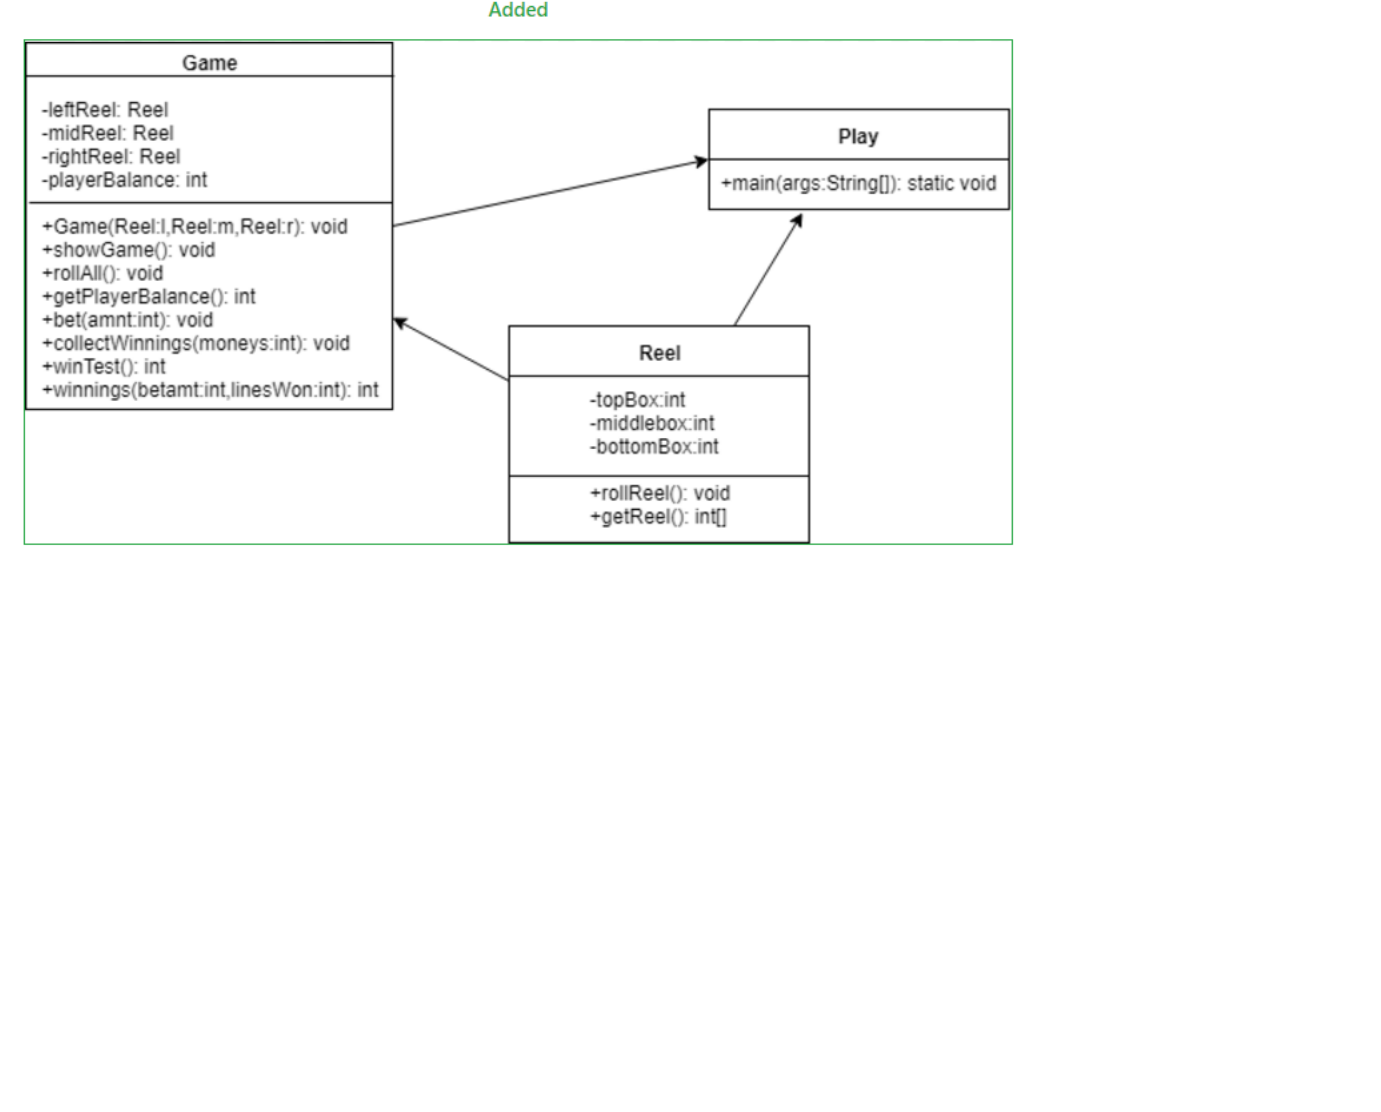 Added
Game
-leftReel: Reel
-midReel: Reel
-rightReel: Reel
-playerBalance: int
+Game(Reel:l,Reel:m,Reel:r): void
+showGame(): void
+rollAll(): void
+getPlayerBalance(): int
+bet(amnt:int): void
+collectWinnings(moneys:int): void
+winTest(): int
+winnings(betamt:int,linesWon:int): int
Play
+main(args:String[]): static void
Reel
-topBox:int
-middlebox:int
-bottomBox:int
+rollReel(): void
+getReel(): int[]